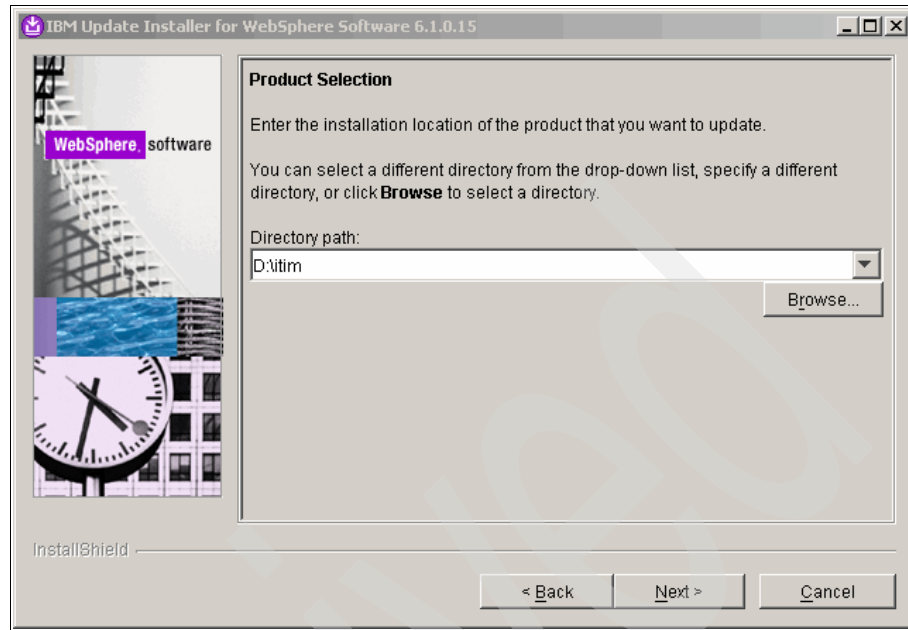 IBM Update Installer for WebSphere Software 6.1.0.15
WebSphere. software
Product Selection
Enter the installation location of the product that you want to update.
You can select a different directory from the drop-down list, specify a different
directory, or click Browse to select a directory.
Directory path:
D:\itim
Browse...
InstallShield
< Back
Next >
Cancel